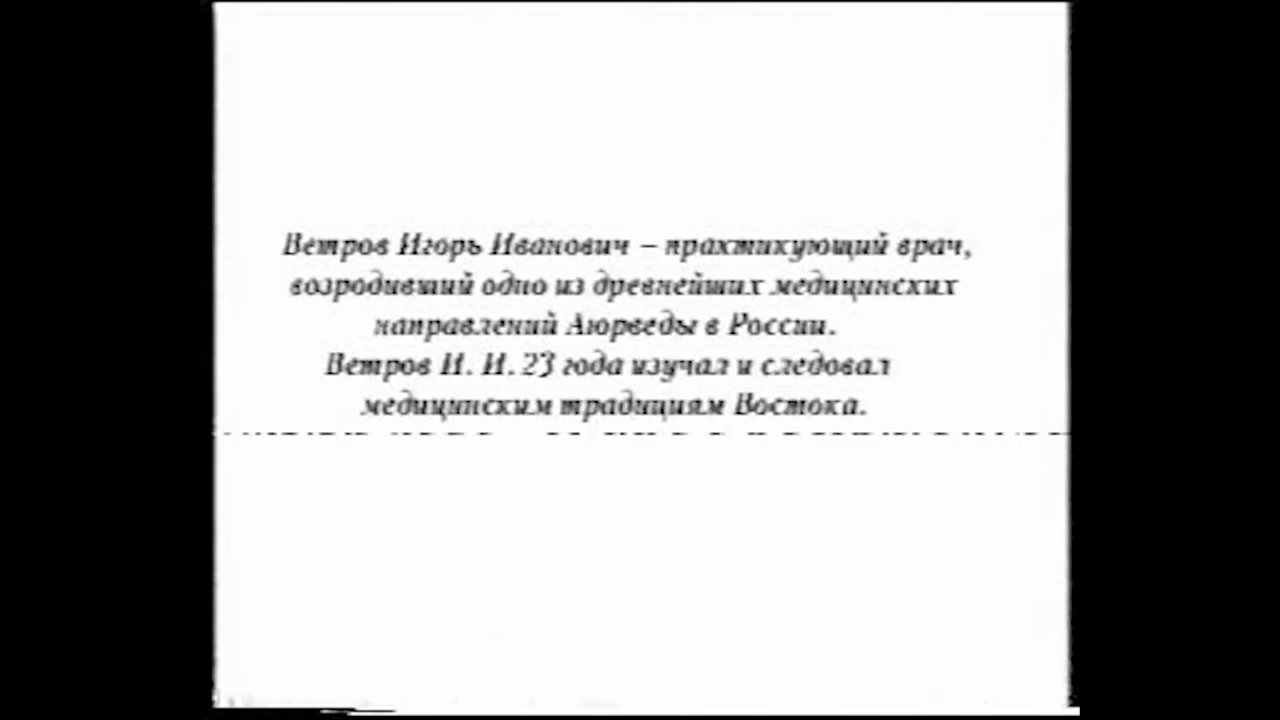 Ветров Игорь Иванович – практикующий врач,
возродивший одно из древнейших медицинских
направлений Аюрведы в России.
Ветров И. И. 23 года изучал и следовал
медицинским традициям Востока.